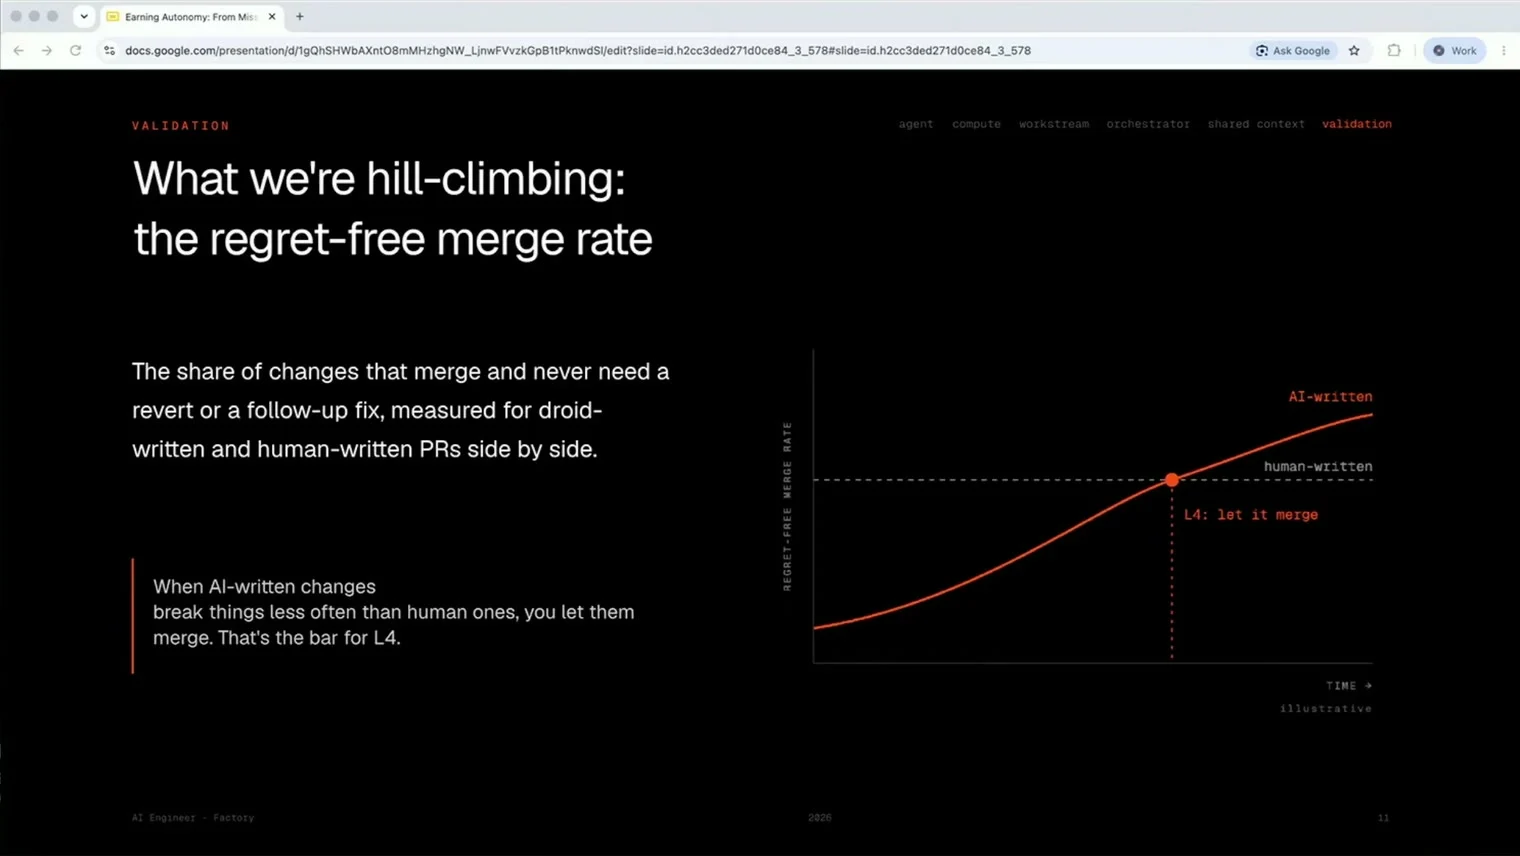 Earning Autonomy: From Miss
docs.google.com/presentation/d/1gQhSHWbAXntO8mMHzhgNW_LjnwFVvzkGpB1tPknwdSI/edit?slide=id.h2cc3ded271d0ce84_3_578#slide=id.h2cc3ded271d0ce84_3_578
Ask Google
Work
VALIDATION
agent compute workstream orchestrator shared context validation
What we're hill-climbing:
the regret-free merge rate
The share of changes that merge and never need a
revert or a follow-up fix, measured for droid-
written and human-written PRs side by side.
When AI-written changes
break things less often than human ones, you let them
merge. That's the bar for L4.
REGRET-FREE MERGE RATE
AI-written
human-written
L4: let it merge
TIME →
illustrative
AI Engineer - Factory
2026
11